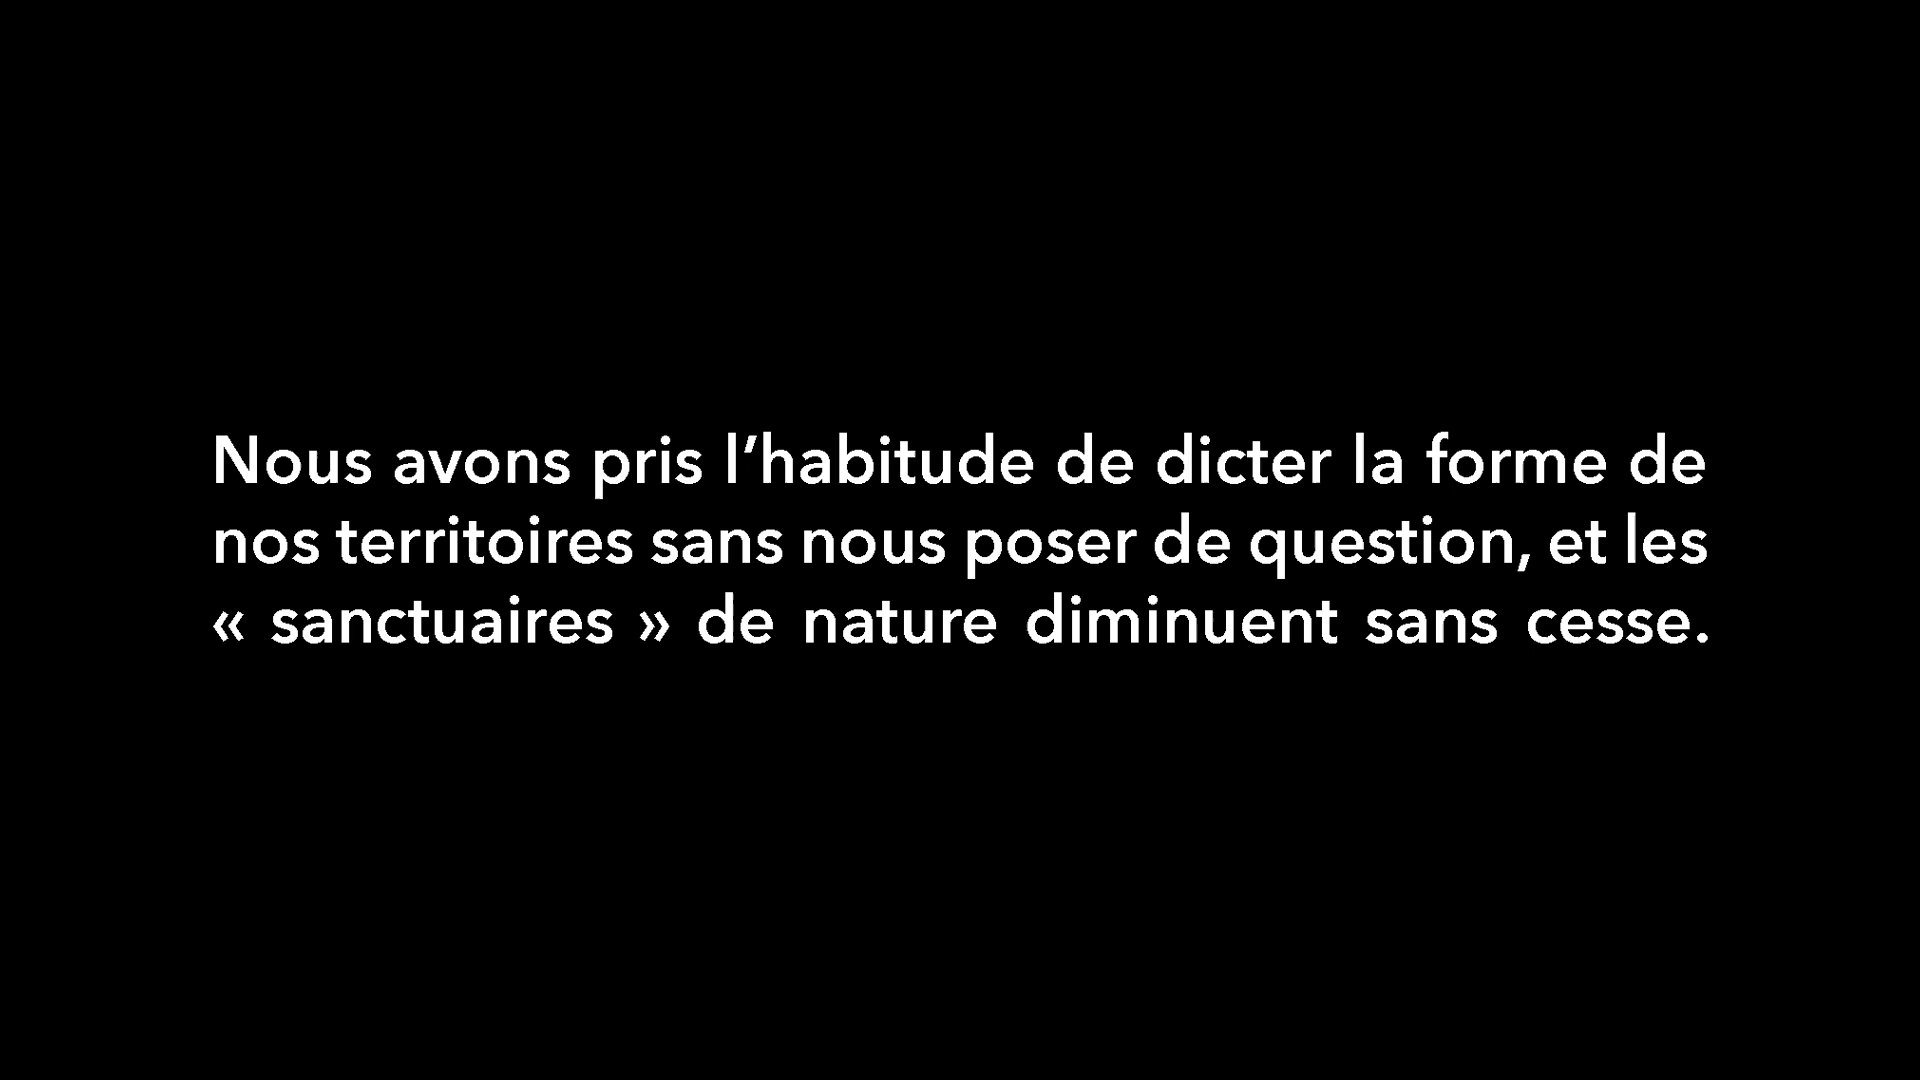 Nous avons pris l’habitude de dicter la forme de
nos territoires sans nous poser de question, et les
« sanctuaires » de nature diminuent sans cesse.